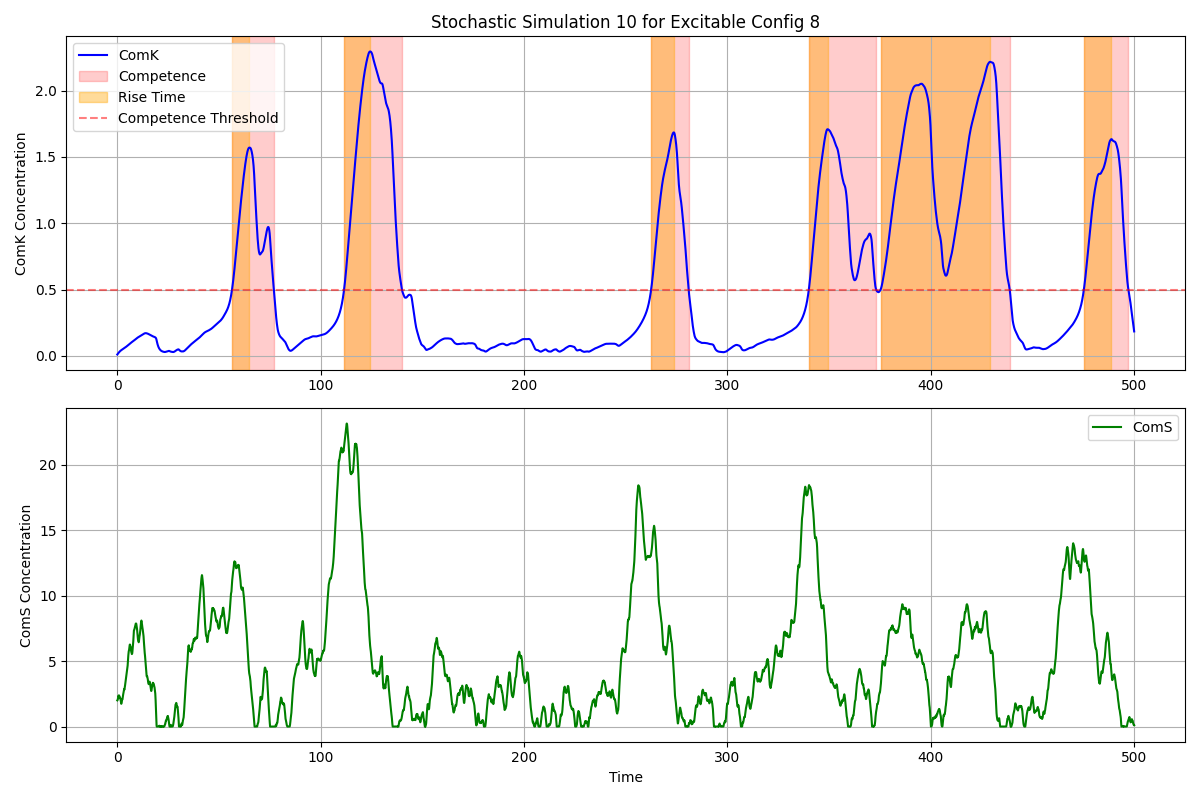 Stochastic Simulation 10 for Excitable Config 8
ComK
Competence
Rise Time
Competence Threshold
ComK Concentration
2.0
1.5
1.0
0.5
0.0
0 100 200 300 400 500
ComS
ComS Concentration
20
15
10
5
0
0 100 200 300 400 500
Time